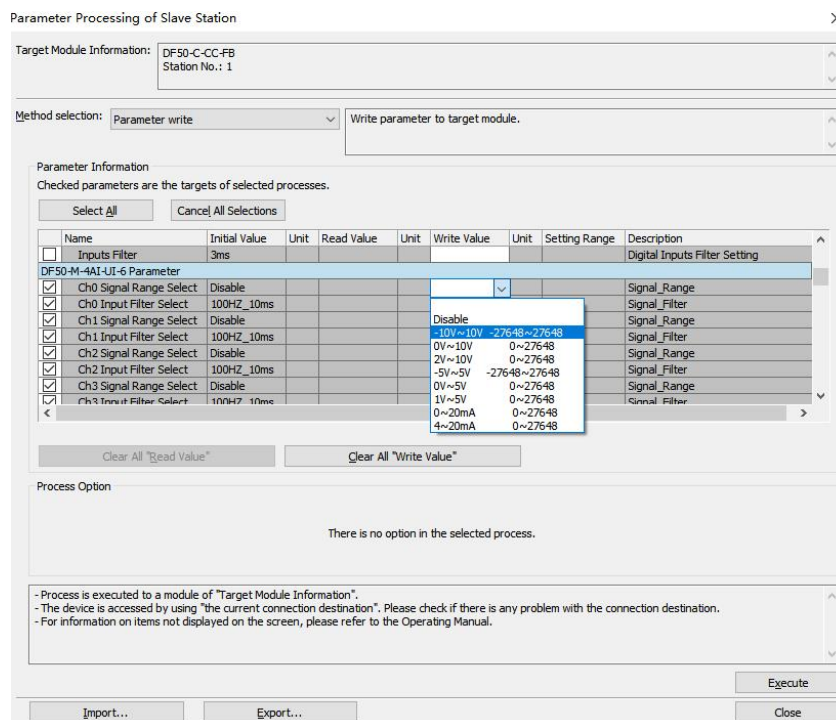 Parameter Processing of Slave Station
Target Module Information: DF50-C-CC-FB
Station No.: 1
Method selection: Parameter write Write parameter to target module.
Parameter Information
Checked parameters are the targets of selected processes.
Select All Cancel All Selections
Name Initial Value Unit Read Value Unit Write Value Unit Setting Range Description
Inputs Filter 3ms Digital Inputs Filter Setting
DF50-M-4AI-UI-6 Parameter
Ch0 Signal Range Select Disable Signal_Range
Ch0 Input Filter Select 100HZ_10ms Signal_Filter
Ch1 Signal Range Select Disable Signal_Range
Ch1 Input Filter Select 100HZ_10ms Signal_Filter
Ch2 Signal Range Select Disable Signal_Range
Ch2 Input Filter Select 100HZ_10ms Signal_Filter
Ch3 Signal Range Select Disable Signal_Range
Ch3 Input Filter Select 100HZ_10ms Signal_Filter
Disable
-10V~10V -27648~27648
0V~10V 0~27648
2V~10V 0~27648
-5V~5V -27648~27648
0V~5V 0~27648
1V~5V 0~27648
0~20mA 0~27648
4~20mA 0~27648
Clear All "Read Value" Clear All "Write Value"
Process Option
There is no option in the selected process.
- Process is executed to a module of "Target Module Information".
- The device is accessed by using "the current connection destination". Please check if there is any problem with the connection destination.
- For information on items not displayed on the screen, please refer to the Operating Manual.
Execute
Import... Export... Close